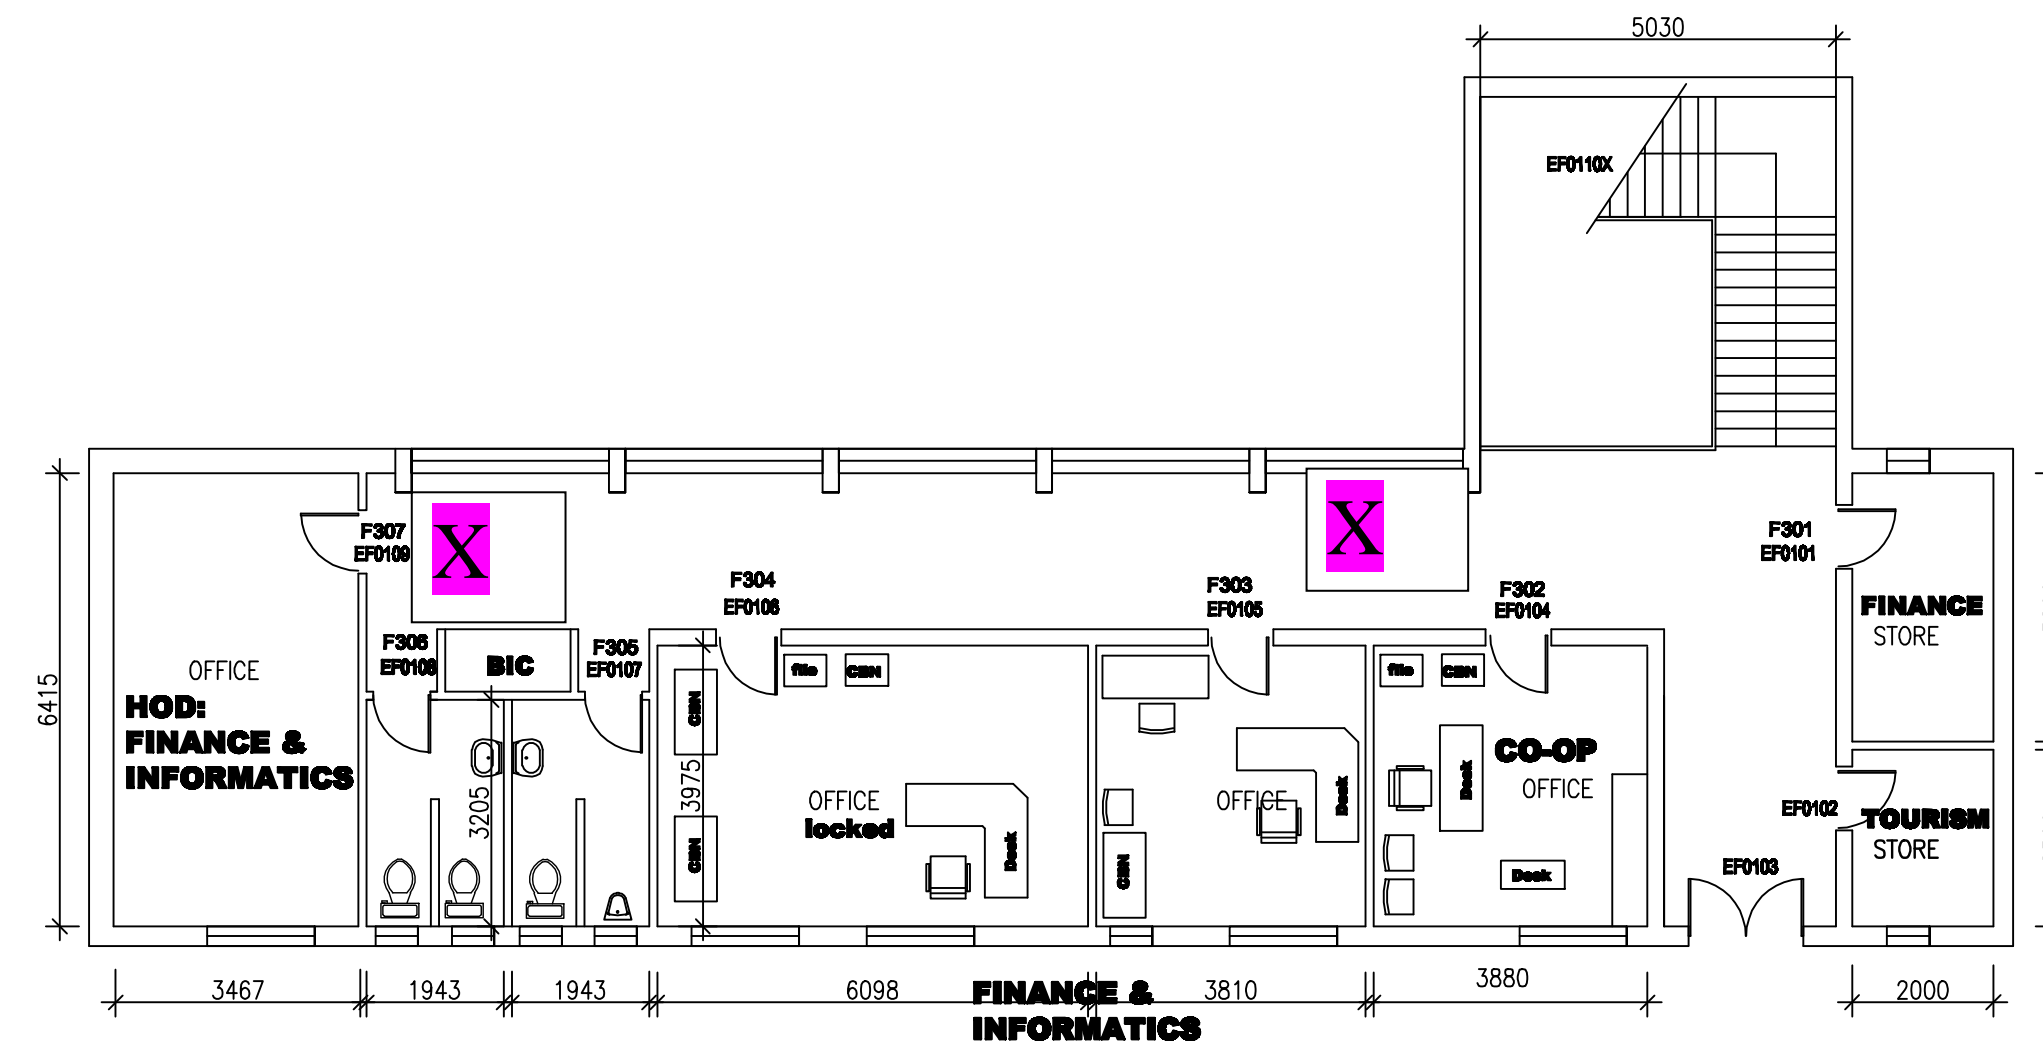 5030
EF0110X
F307
EF0109
X
X
F301
EF0101
F304
EF0106
F303
EF0105
F302
EF0104
FINANCE
STORE
F306
EF0108
BIC
F305
EF0107
file
CBN
file
CBN
OFFICE
HOD:
FINANCE &
INFORMATICS
6415
CBN
3975
3205
CBN
OFFICE
locked
Desk
OFFICE
Desk
CBN
CO-OP
OFFICE
Desk
Desk
EF0102
TOURISM
STORE
EF0103
3467
1943
1943
6098
3810
3880
2000
FINANCE &
INFORMATICS